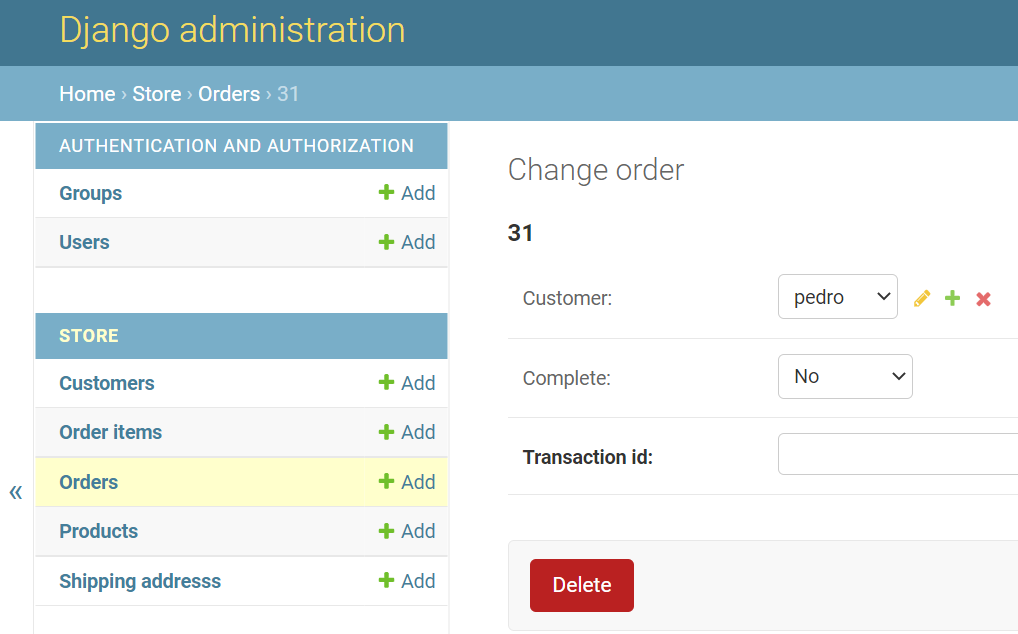 Django administration
Home › Store › Orders › 31
AUTHENTICATION AND AUTHORIZATION
Groups + Add
Users + Add
STORE
Customers + Add
Order items + Add
Orders + Add
Products + Add
Shipping addresss + Add
«
Change order
31
Customer: pedro
Complete: No
Transaction id:
Delete